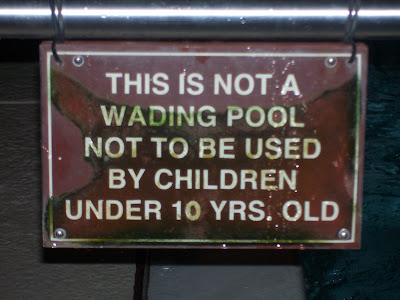 THIS IS NOT A
WADING POOL
NOT TO BE USED
BY CHILDREN
UNDER 10 YRS. OLD